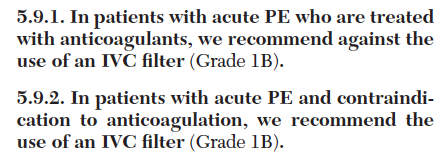 5.9.1. In patients with acute PE who are treated
with anticoagulants, we recommend against the
use of an IVC filter (Grade 1B).
5.9.2. In patients with acute PE and contraindi-
cation to anticoagulation, we recommend the
use of an IVC filter (Grade 1B).